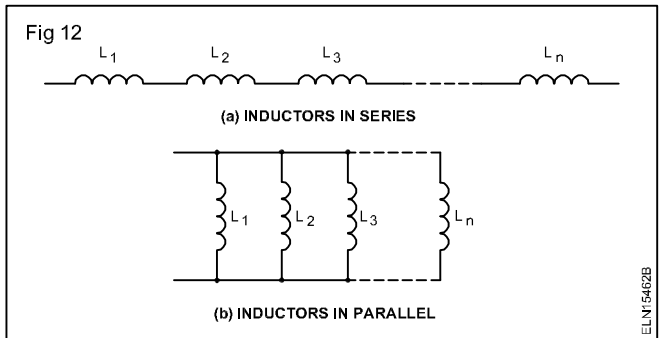 Fig 12
L1 L2 L3 Ln
(a) INDUCTORS IN SERIES
L1 L2 L3 Ln
(b) INDUCTORS IN PARALLEL
ELN15462B